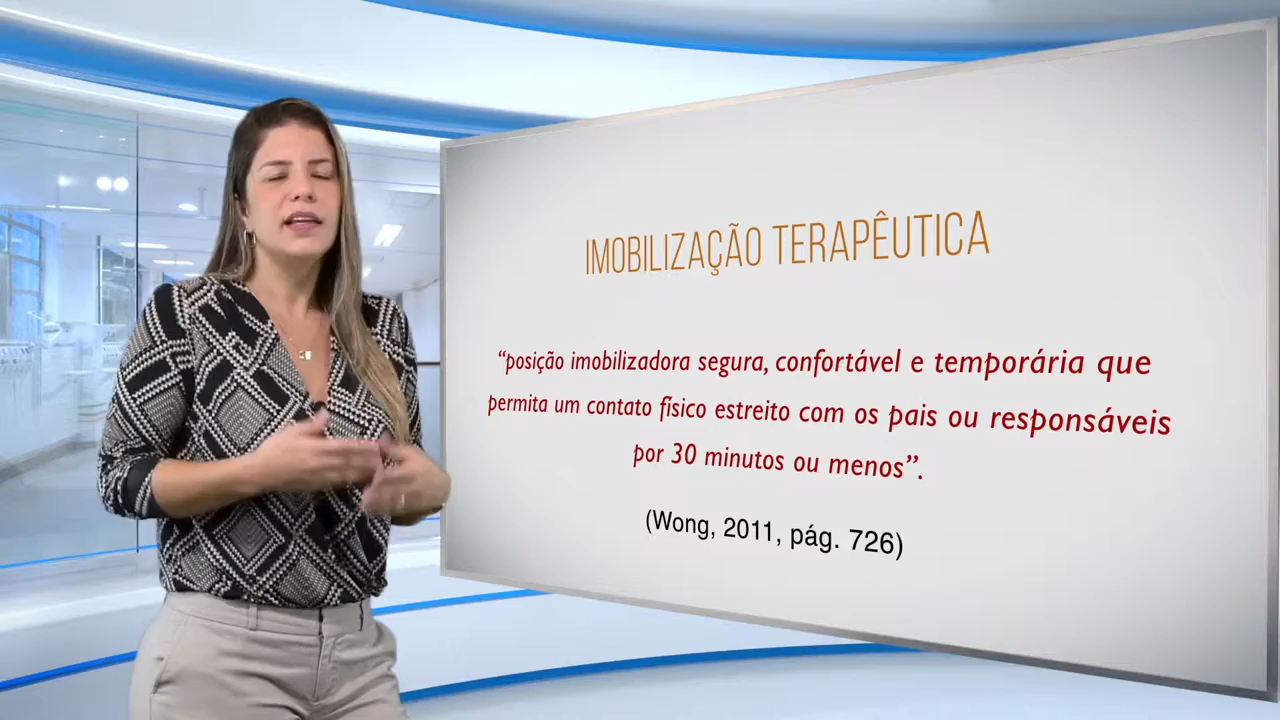 IMOBILIZAÇÃO TERAPÊUTICA
“posição imobilizadora segura, confortável e temporária que
permita um contato físico estreito com os pais ou responsáveis
por 30 minutos ou menos”.
(Wong, 2011, pág. 726)